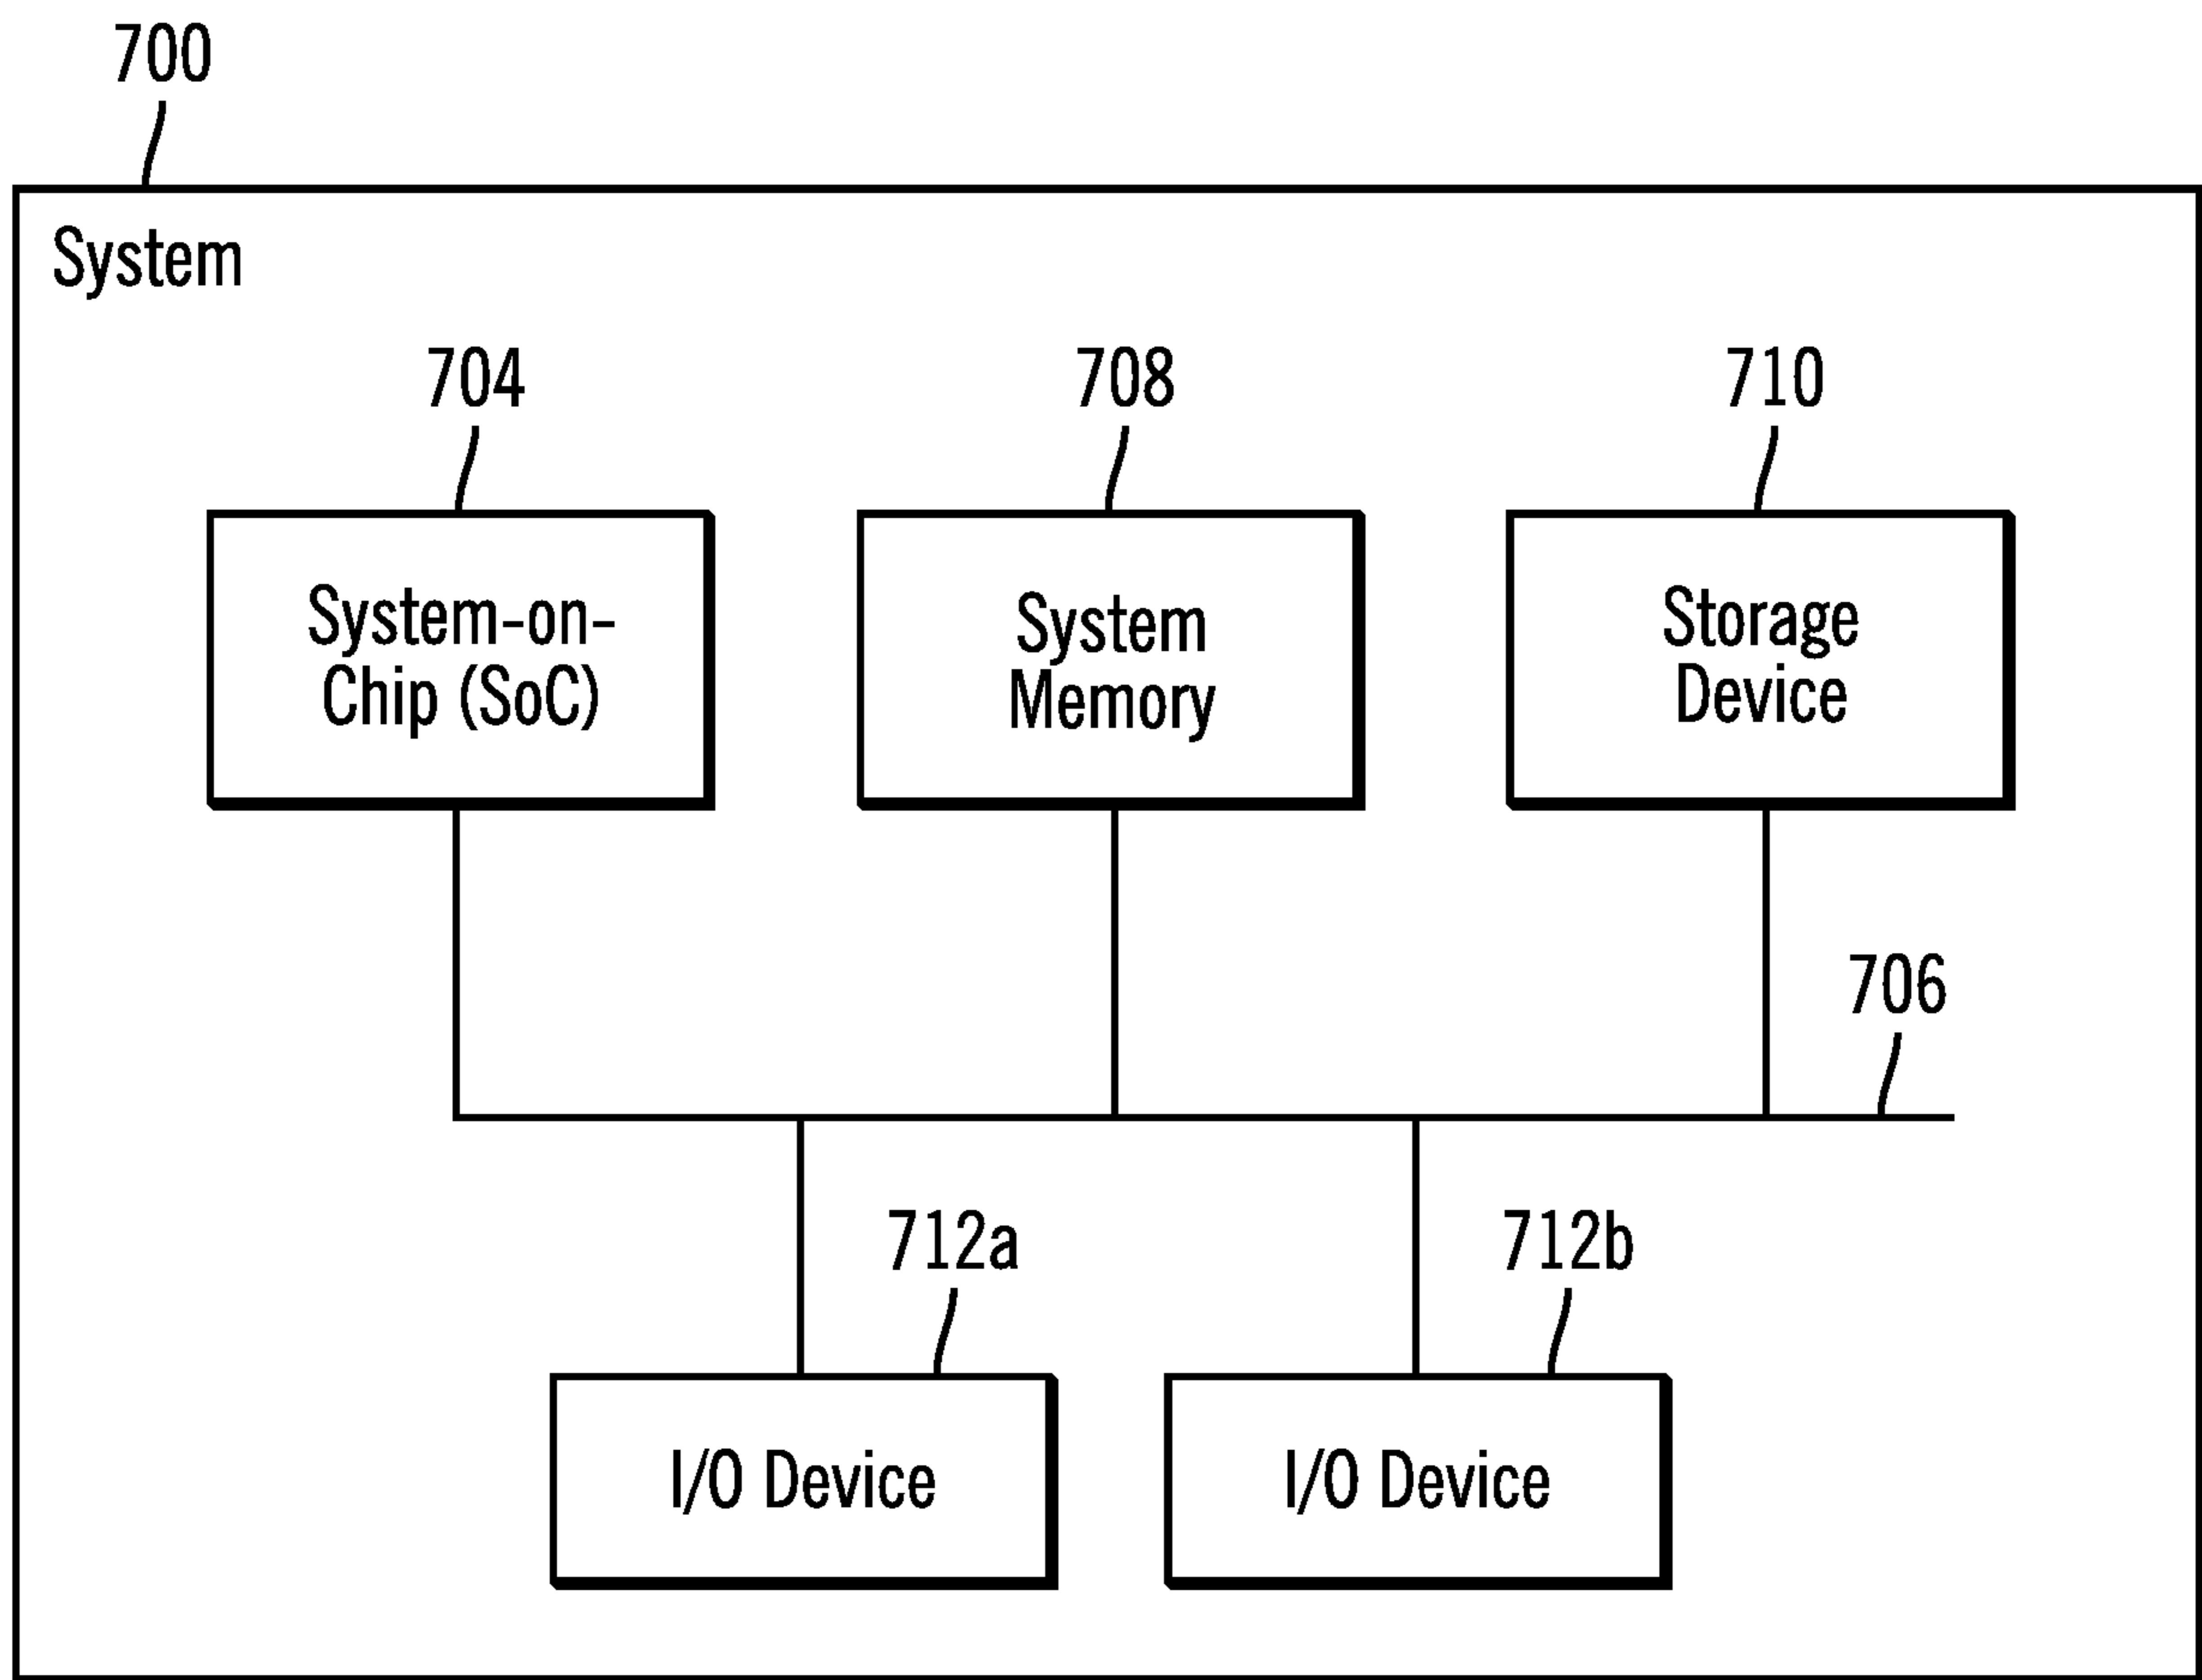 700
System
704
708
710
System-on-
Chip (SoC)
System
Memory
Storage
Device
706
712a
712b
I/O Device
I/O Device